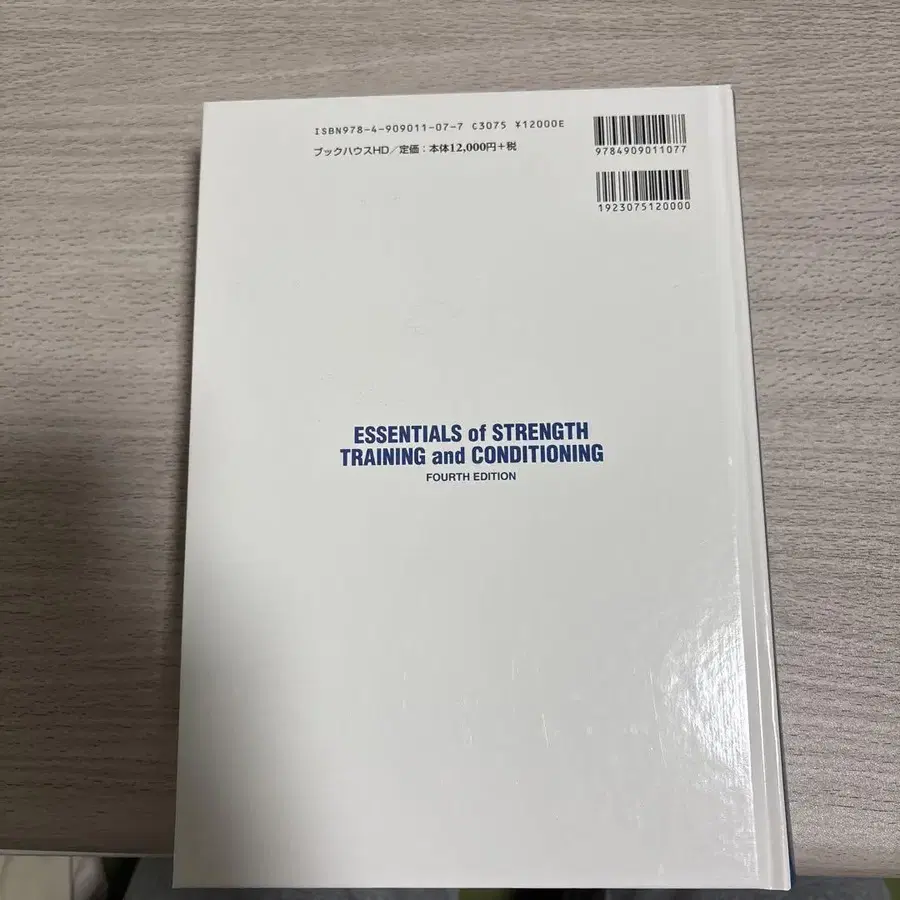 ISBN978-4-909011-07-7 C3075 ¥12000E
ブックハウスHD／定価：本体12,000円+税
9784909011077
1923075120000
ESSENTIALS of STRENGTH
TRAINING and CONDITIONING
FOURTH EDITION